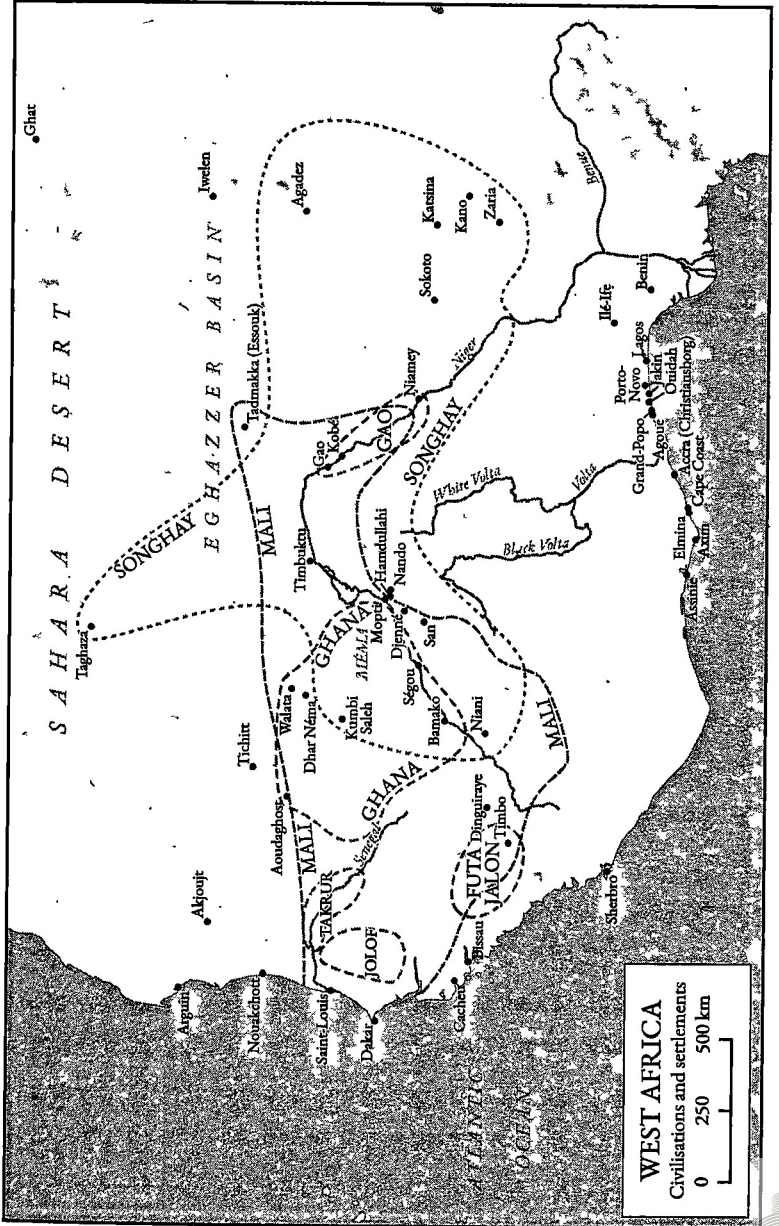 WEST AFRICA
Civilisations and settlements
0 250 500 km
SAHARA DESERT
Ghat
Iwelen
EGHAZZER BASIN
Agadez
Tadmakka (Essouk)
SONGHAY
Taghaza
MALI
Tichitt
Akjoujt
Arguin
Nouakchott
Saint-Louis
Dakar
Aoudaghost
Walata
Dhar Néma
Kumbi
Saleh
GHANA
MÉMA
Timbuktu
Gao
Kobé
GAO
Niamey
Niger
Sokoto
Katsina
Kano
Zaria
SONGHAY
MALI
TAKRUR
Senegal
GHANA
JOLOF
Mopti
Hamdullahi
Nando
Djenné
San
Ségou
Bamako
Niani
MALI
FUTA
JALON
Dinguiraye
Timbo
Bissau
Cacheu
Sherbro
White Volta
Black Volta
Volta
Benue
Ilé-Ifẹ
Benin
Lagos
Porto-
Novo
Jakin
Ouidah
Grand-Popo
Agoué
Accra (Christiansborg)
Cape Coast
Elmina
Axim
Assinie
ATLANTIC
OCEAN